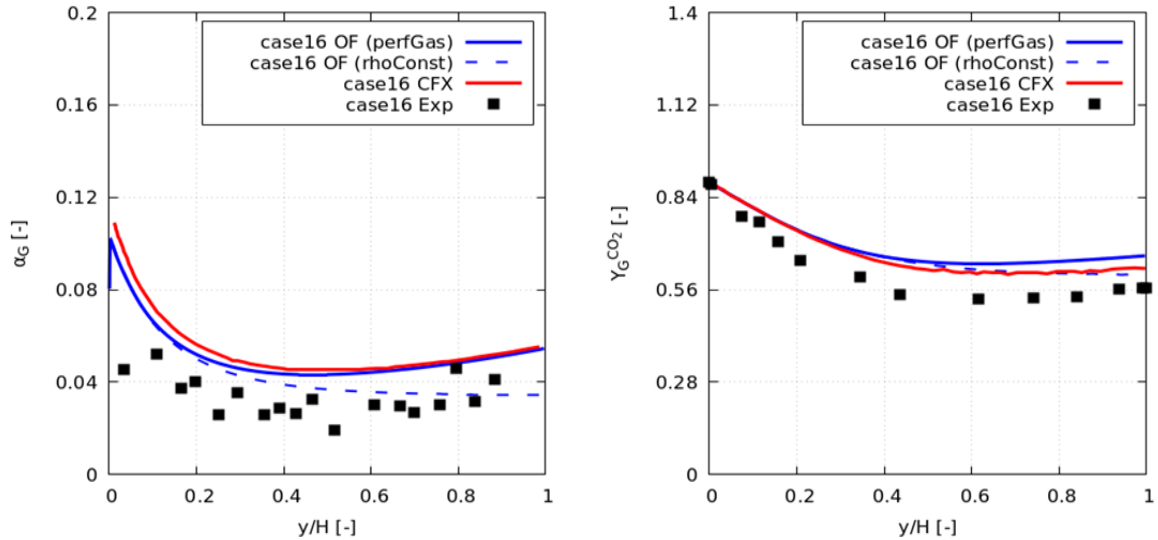 0.2
0.16
0.12
0.08
0.04
0
α_G [-]
case16 OF (perfGas)
case16 OF (rhoConst)
case16 CFX
case16 Exp
0 0.2 0.4 0.6 0.8 1
y/H [-]
1.4
1.12
0.84
0.56
0.28
0
Y_G^CO_2 [-]
case16 OF (perfGas)
case16 OF (rhoConst)
case16 CFX
case16 Exp
0 0.2 0.4 0.6 0.8 1
y/H [-]